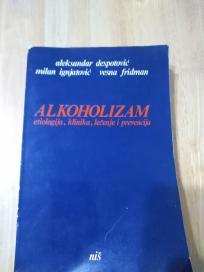 aleksandar despotović
milan ignjatović vesna fridman
ALKOHOLIZAM
etiologija, klinika, lečenje i prevencija
niš